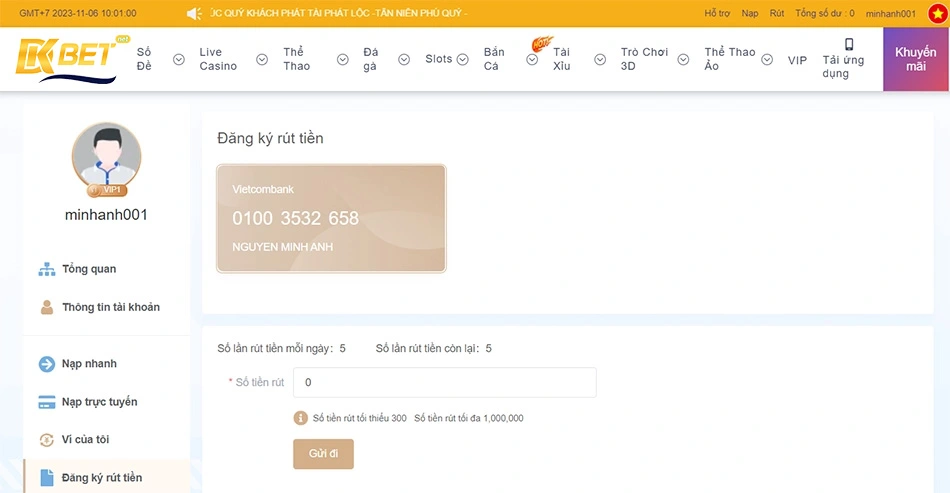 GMT+7 2023-11-06 10:01:00
ÚC QUÝ KHÁCH PHÁT TÀI PHÁT LỘC -TẤN NIÊN PHÚ QUÝ -
Hỗ trợ Nạp Rút Tổng số dư : 0 minhanh001
DKBET net
Số Đề
Live Casino
Thể Thao
Đá gà
Slots
Bắn Cá
HOT
Tài Xỉu
Trò Chơi 3D
Thể Thao Ảo
VIP
Tải ứng dụng
Khuyến mãi
VIP1
minhanh001
Tổng quan
Thông tin tài khoản
Nạp nhanh
Nạp trực tuyến
Ví của tôi
Đăng ký rút tiền
Đăng ký rút tiền
Vietcombank
0100 3532 658
NGUYEN MINH ANH
Số lần rút tiền mỗi ngày: 5 Số lần rút tiền còn lại: 5
* Số tiền rút 0
Số tiền rút tối thiểu 300 Số tiền rút tối đa 1,000,000
Gửi đi